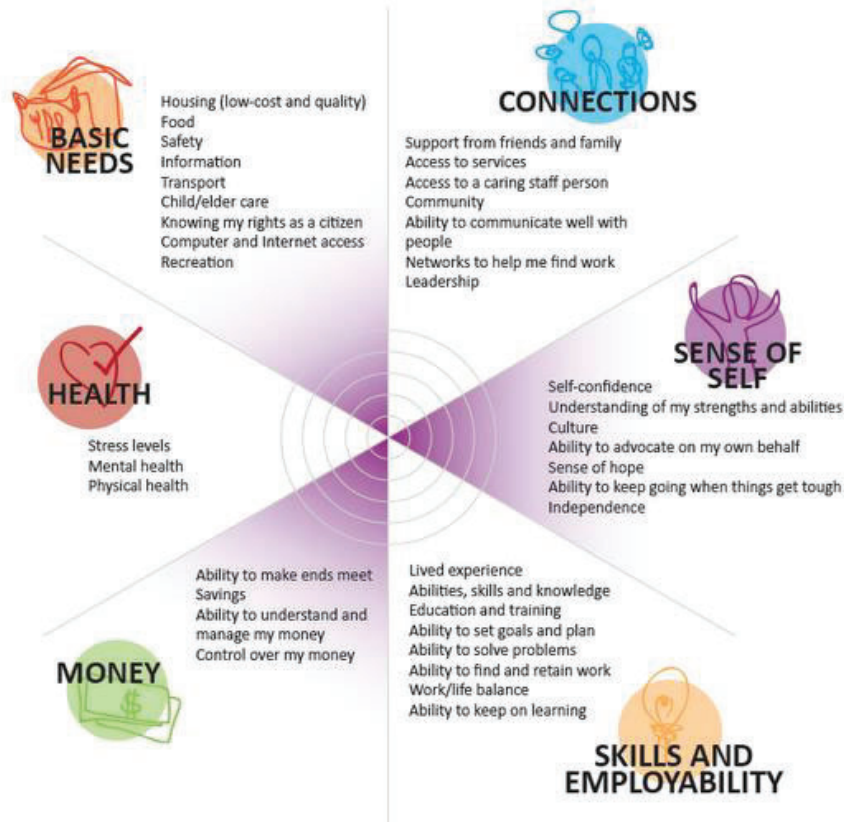 BASIC
NEEDS
Housing (low-cost and quality)
Food
Safety
Information
Transport
Child/elder care
Knowing my rights as a citizen
Computer and Internet access
Recreation
CONNECTIONS
Support from friends and family
Access to services
Access to a caring staff person
Community
Ability to communicate well with
people
Networks to help me find work
Leadership
SENSE OF
SELF
Self-confidence
Understanding of my strengths and abilities
Culture
Ability to advocate on my own behalf
Sense of hope
Ability to keep going when things get tough
Independence
HEALTH
Stress levels
Mental health
Physical health
Ability to make ends meet
Savings
Ability to understand and
manage my money
Control over my money
MONEY
$
Lived experience
Abilities, skills and knowledge
Education and training
Ability to set goals and plan
Ability to solve problems
Ability to find and retain work
Work/life balance
Ability to keep on learning
SKILLS AND
EMPLOYABILITY